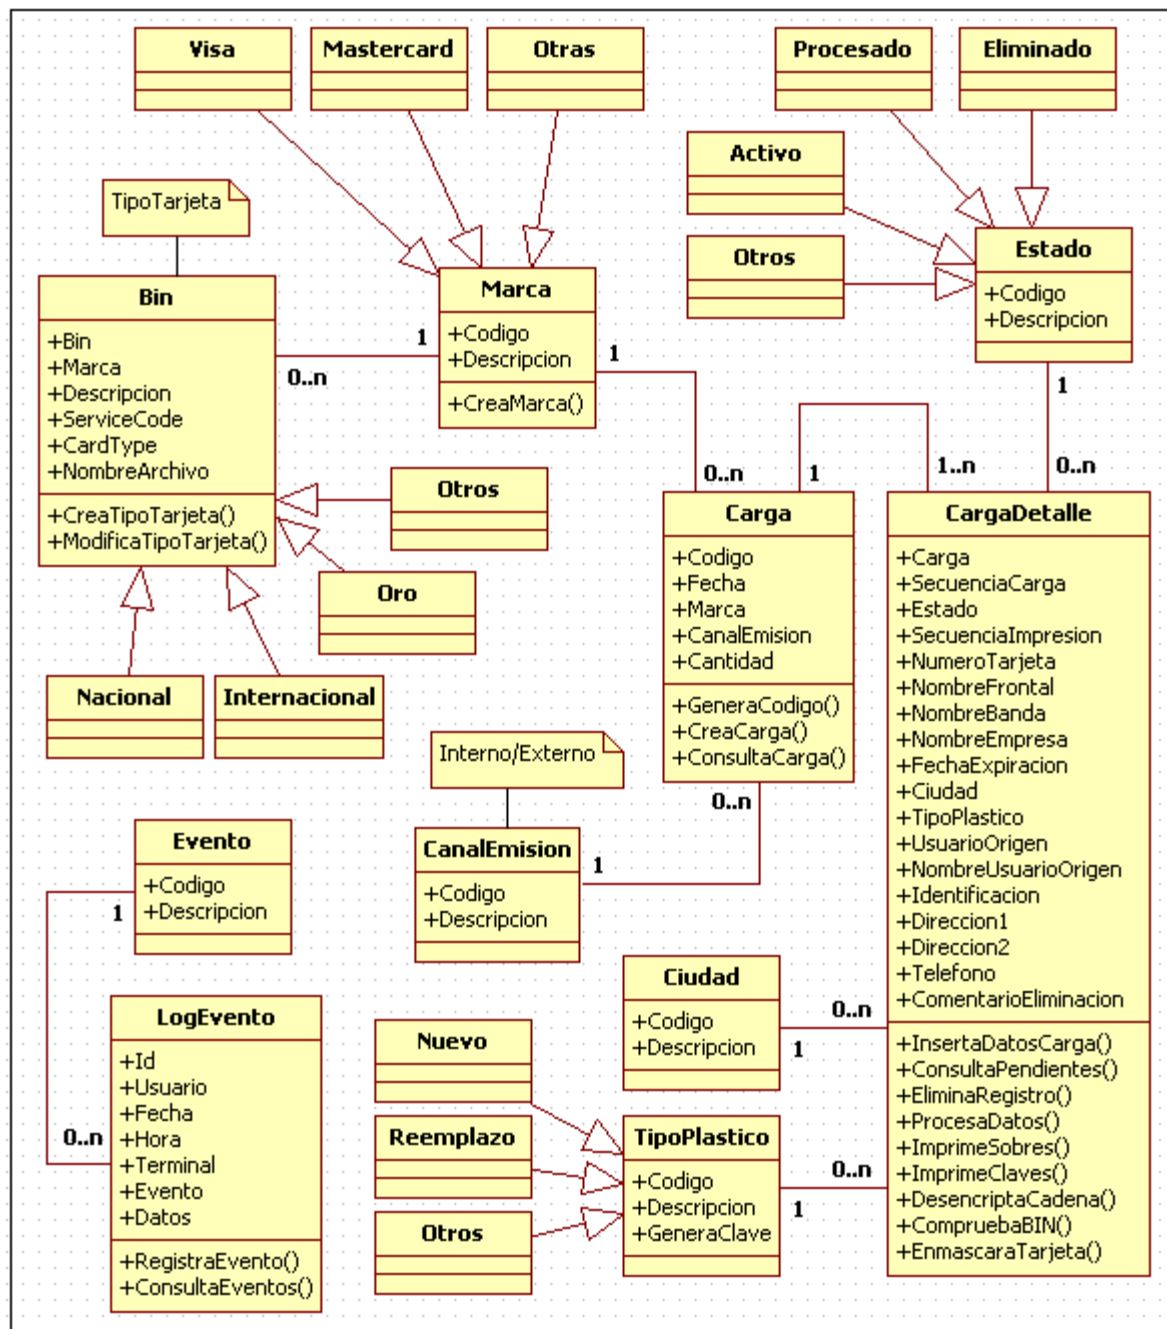 Visa
Mastercard
Otras
Procesado
Eliminado
Activo
Otros
TipoTarjeta
Estado
+Codigo
+Descripcion
Bin
+Bin
+Marca
+Descripcion
+ServiceCode
+CardType
+NombreArchivo
+CreaTipoTarjeta()
+ModificaTipoTarjeta()
Marca
+Codigo
+Descripcion
+CreaMarca()
1
0..n
1
0..n
1
0..n
1
1..n
Otros
Oro
Nacional
Internacional
Carga
+Codigo
+Fecha
+Marca
+CanalEmision
+Cantidad
+GeneraCodigo()
+CreaCarga()
+ConsultaCarga()
CargaDetalle
+Carga
+SecuenciaCarga
+Estado
+SecuenciaImpresion
+NumeroTarjeta
+NombreFrontal
+NombreBanda
+NombreEmpresa
+FechaExpiracion
+Ciudad
+TipoPlastico
+UsuarioOrigen
+NombreUsuarioOrigen
+Identificacion
+Direccion1
+Direccion2
+Telefono
+ComentarioEliminacion
+InsertaDatosCarga()
+ConsultaPendientes()
+EliminaRegistro()
+ProcesaDatos()
+ImprimeSobres()
+ImprimeClaves()
+DesencriptaCadena()
+CompruebaBIN()
+EnmascaraTarjeta()
Interno/Externo
CanalEmision
+Codigo
+Descripcion
0..n
1
Evento
+Codigo
+Descripcion
1
0..n
LogEvento
+Id
+Usuario
+Fecha
+Hora
+Terminal
+Evento
+Datos
+RegistraEvento()
+ConsultaEventos()
Ciudad
+Codigo
+Descripcion
0..n
1
Nuevo
Reemplazo
Otros
TipoPlastico
+Codigo
+Descripcion
+GeneraClave
0..n
1